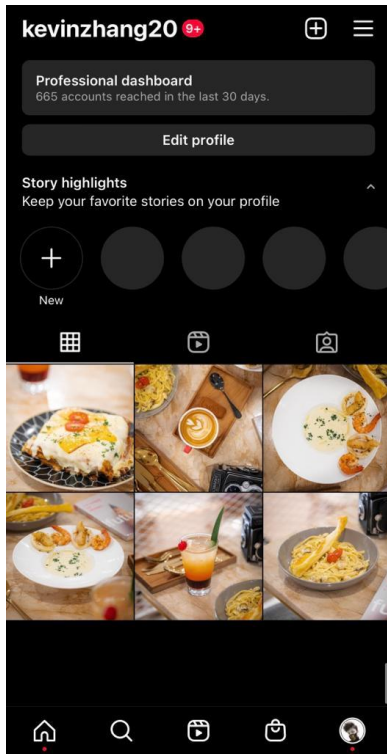 kevinzhang20 9+
Professional dashboard
665 accounts reached in the last 30 days.
Edit profile
Story highlights
Keep your favorite stories on your profile
New